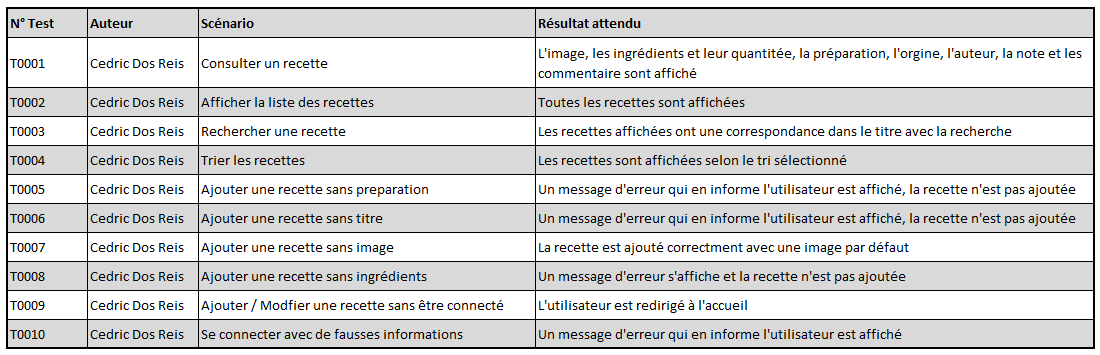 N° Test Auteur Scénario Résultat attendu
T0001 Cedric Dos Reis Consulter un recette L'image, les ingrédients et leur quantitée, la préparation, l'orgine, l'auteur, la note et les
commentaire sont affiché
T0002 Cedric Dos Reis Afficher la liste des recettes Toutes les recettes sont affichées
T0003 Cedric Dos Reis Rechercher une recette Les recettes affichées ont une correspondance dans le titre avec la recherche
T0004 Cedric Dos Reis Trier les recettes Les recettes sont affichées selon le tri sélectionné
T0005 Cedric Dos Reis Ajouter une recette sans preparation Un message d'erreur qui en informe l'utilisateur est affiché, la recette n'est pas ajoutée
T0006 Cedric Dos Reis Ajouter une recette sans titre Un message d'erreur qui en informe l'utilisateur est affiché, la recette n'est pas ajoutée
T0007 Cedric Dos Reis Ajouter une recette sans image La recette est ajouté correctment avec une image par défaut
T0008 Cedric Dos Reis Ajouter une recette sans ingrédients Un message d'erreur s'affiche et la recette n'est pas ajoutée
T0009 Cedric Dos Reis Ajouter / Modfier une recette sans être connecté L'utilisateur est redirigé à l'accueil
T0010 Cedric Dos Reis Se connecter avec de fausses informations Un message d'erreur qui en informe l'utilisateur est affiché